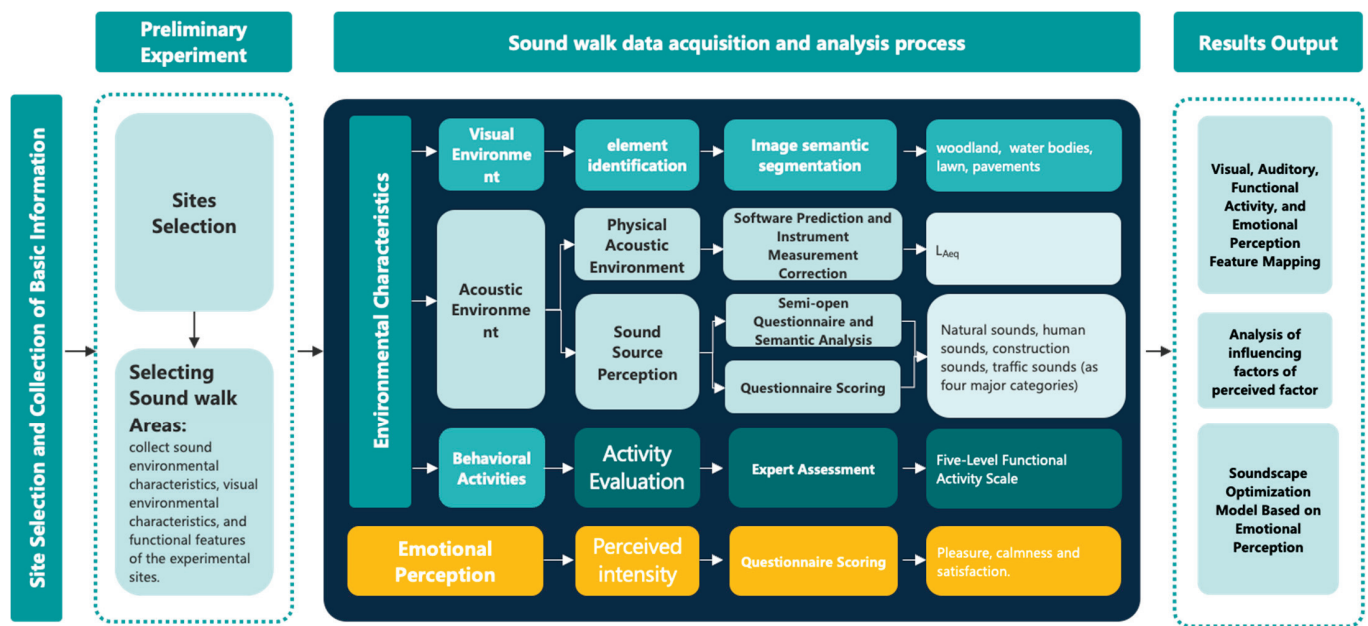 Preliminary
Experiment
Sound walk data acquisition and analysis process
Results Output
Site Selection and Collection of Basic Information
Sites
Selection
Selecting
Sound walk
Areas:
collect sound
environmental
characteristics, visual
environmental
characteristics, and
functional features
of the experimental
sites.
Environmental Characteristics
Visual
Environme
nt
element
identification
Image semantic
segmentation
woodland, water bodies,
lawn, pavements
Acoustic
Environme
nt
Physical
Acoustic
Environment
Software Prediction and
Instrument
Measurement
Correction
LAeq
Sound
Source
Perception
Semi-open
Questionnaire and
Semantic Analysis
Questionnaire Scoring
Natural sounds, human
sounds, construction
sounds, traffic sounds (as
four major categories)
Behavioral
Activities
Activity
Evaluation
Expert Assessment
Five-Level Functional
Activity Scale
Emotional
Perception
Perceived
intensity
Questionnaire Scoring
Pleasure, calmness and
satisfaction.
Visual, Auditory,
Functional
Activity, and
Emotional
Perception
Feature Mapping
Analysis of
influencing
factors of
perceived factor
Soundscape
Optimization
Model Based on
Emotional
Perception